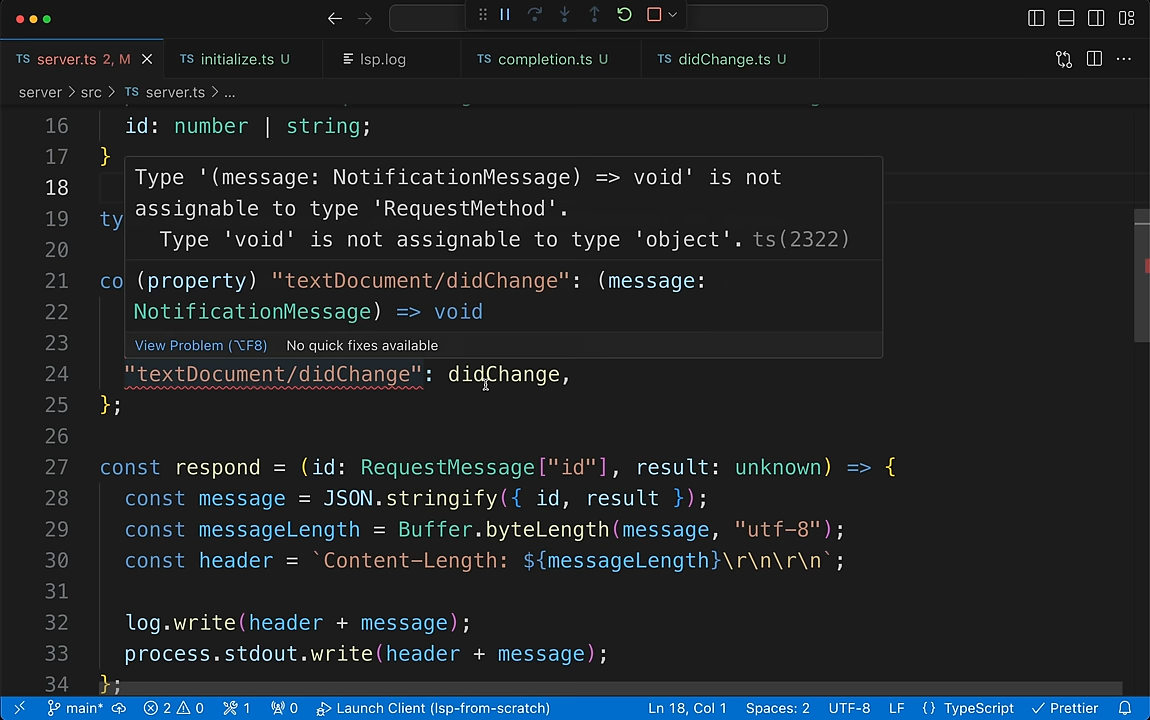 TS server.ts 2, M
TS initialize.ts U
lsp.log
TS completion.ts U
TS didChange.ts U
server > src > TS server.ts > ...
16 id: number | string;
17 }
18
Type '(message: NotificationMessage) => void' is not
assignable to type 'RequestMethod'.
Type 'void' is not assignable to type 'object'. ts(2322)
(property) "textDocument/didChange": (message:
NotificationMessage) => void
View Problem (⌥F8) No quick fixes available
19 ty
20
21 co
22
23
24 "textDocument/didChange": didChange,
25 };
26
27 const respond = (id: RequestMessage["id"], result: unknown) => {
28 const message = JSON.stringify({ id, result });
29 const messageLength = Buffer.byteLength(message, "utf-8");
30 const header = `Content-Length: ${messageLength}\r\n\r\n`;
31
32 log.write(header + message);
33 process.stdout.write(header + message);
34 };
main* 2 0 1 0 Launch Client (lsp-from-scratch) Ln 18, Col 1 Spaces: 2 UTF-8 LF {} TypeScript Prettier